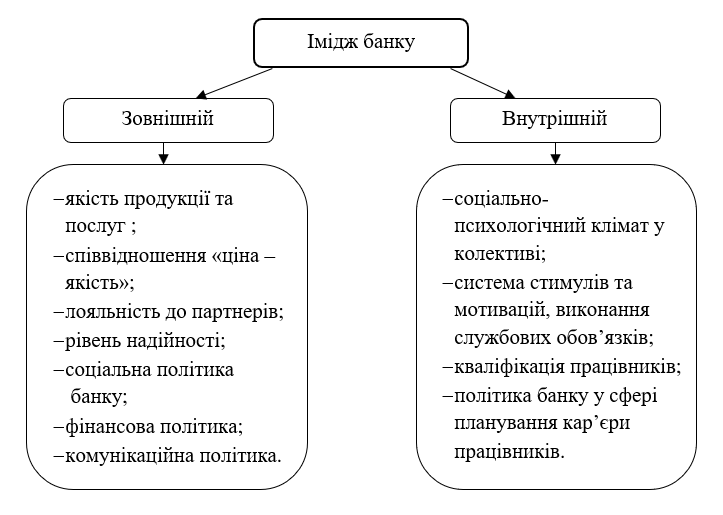 Імідж банку
Зовнішній
Внутрішній
–якість продукції та
послуг ;
–співвідношення «ціна –
якість»;
–лояльність до партнерів;
–рівень надійності;
–соціальна політика
банку;
–фінансова політика;
–комунікаційна політика.
–соціально-
психологічний клімат у
колективі;
–система стимулів та
мотивацій, виконання
службових обов’язків;
–кваліфікація працівників;
–політика банку у сфері
планування кар’єри
працівників.